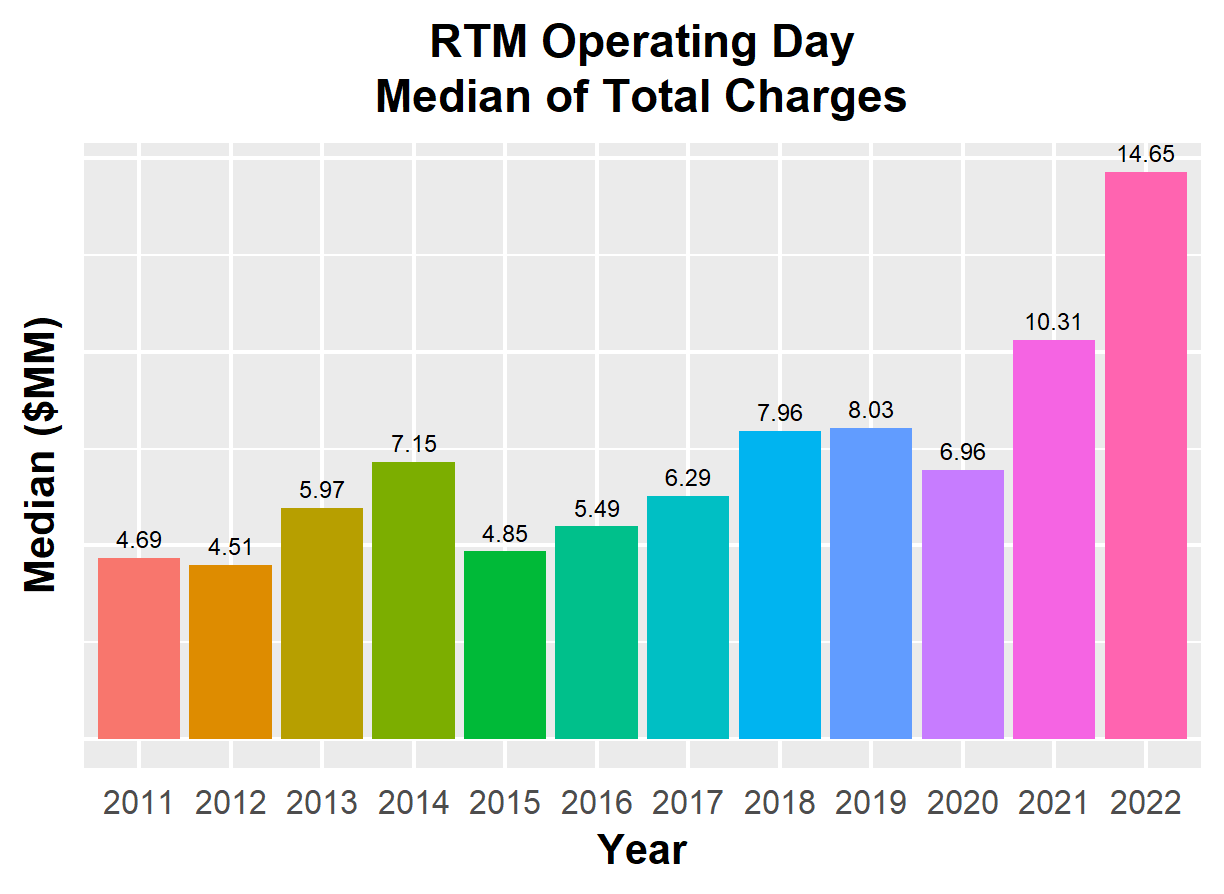 RTM Operating Day
Median of Total Charges
Median ($MM)
14.65
10.31
7.96
8.03
7.15
6.96
6.29
5.97
5.49
4.69
4.51
4.85
2011 2012 2013 2014 2015 2016 2017 2018 2019 2020 2021 2022
Year